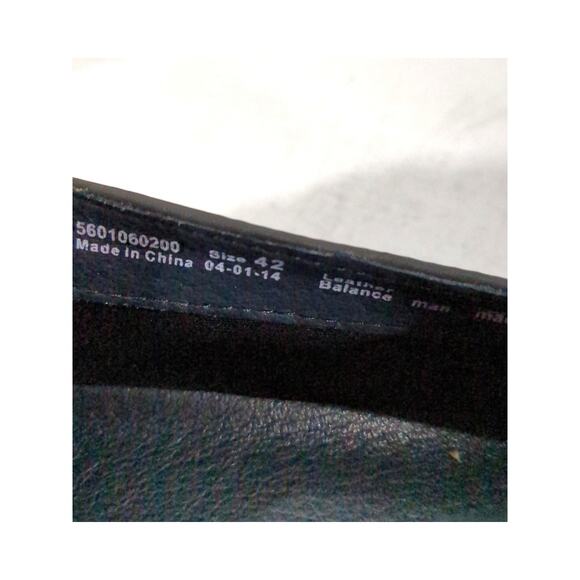 5601060200 Size 42 Leather
Made in China 04-01-14 Balance man